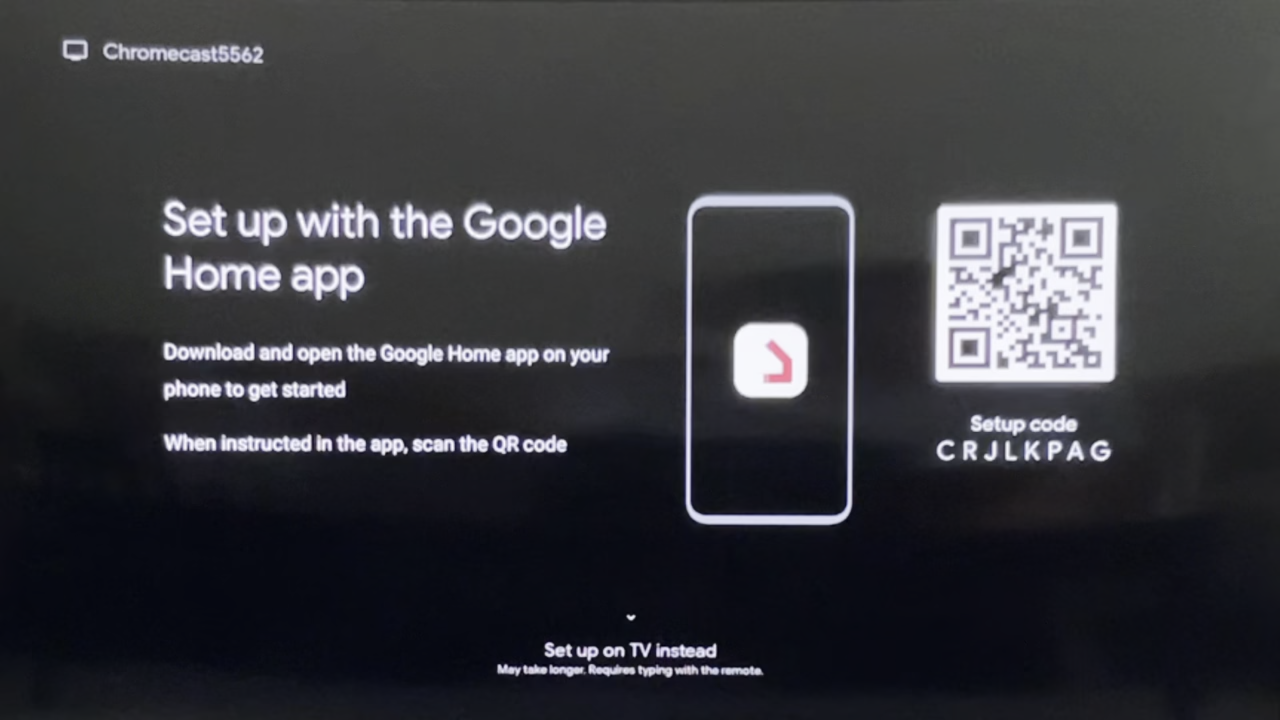 Chromecast5562
Set up with the Google
Home app
Download and open the Google Home app on your
phone to get started
When instructed in the app, scan the QR code
Setup code
CRJLKPAG
Set up on TV instead
May take longer. Requires typing with the remote.